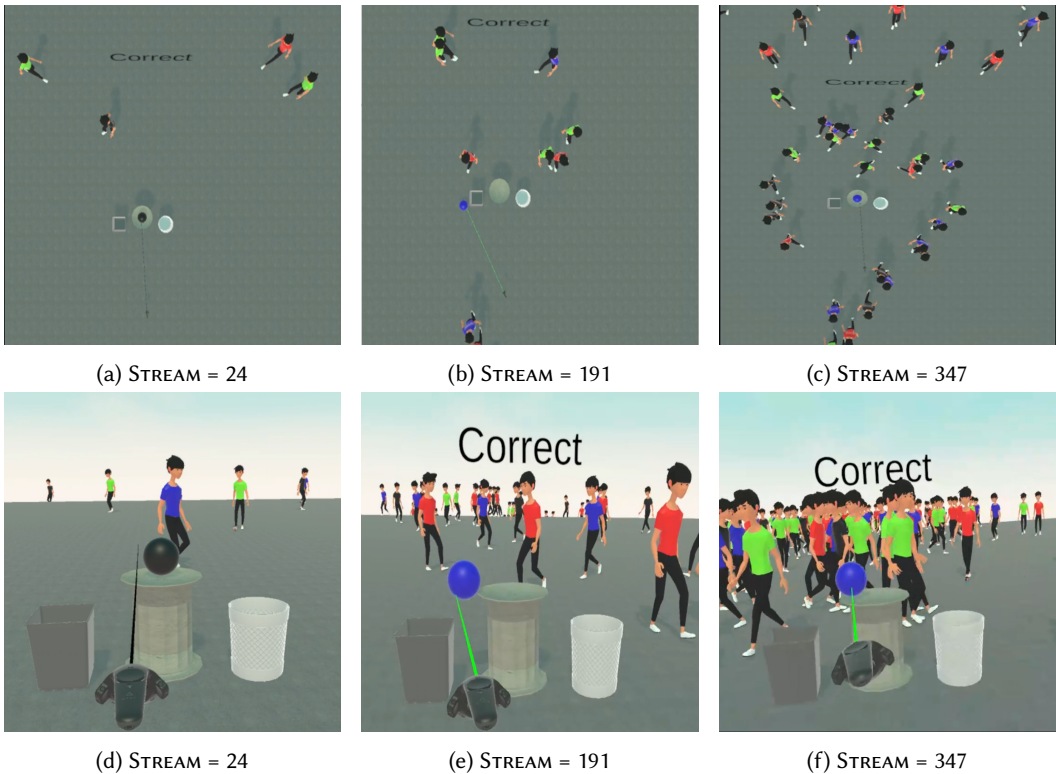 Correct
Correct
Correct
(a) STREAM = 24
(b) STREAM = 191
(c) STREAM = 347
Correct
Correct
(d) STREAM = 24
(e) STREAM = 191
(f) STREAM = 347